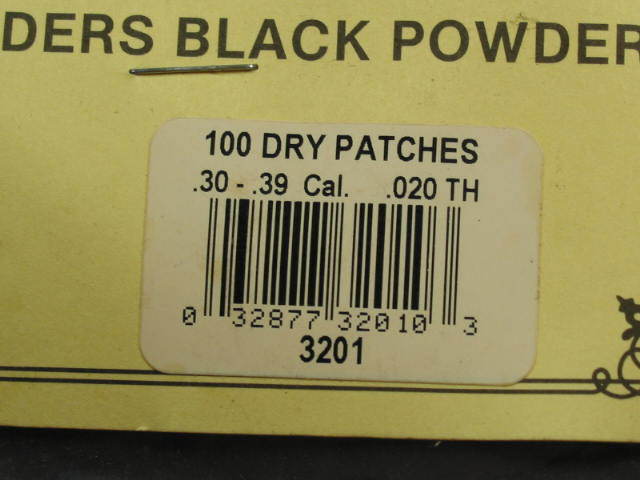 DERS BLACK POWDER
100 DRY PATCHES
.30 - .39 Cal. .020 TH
0 32877 32010 3
3201